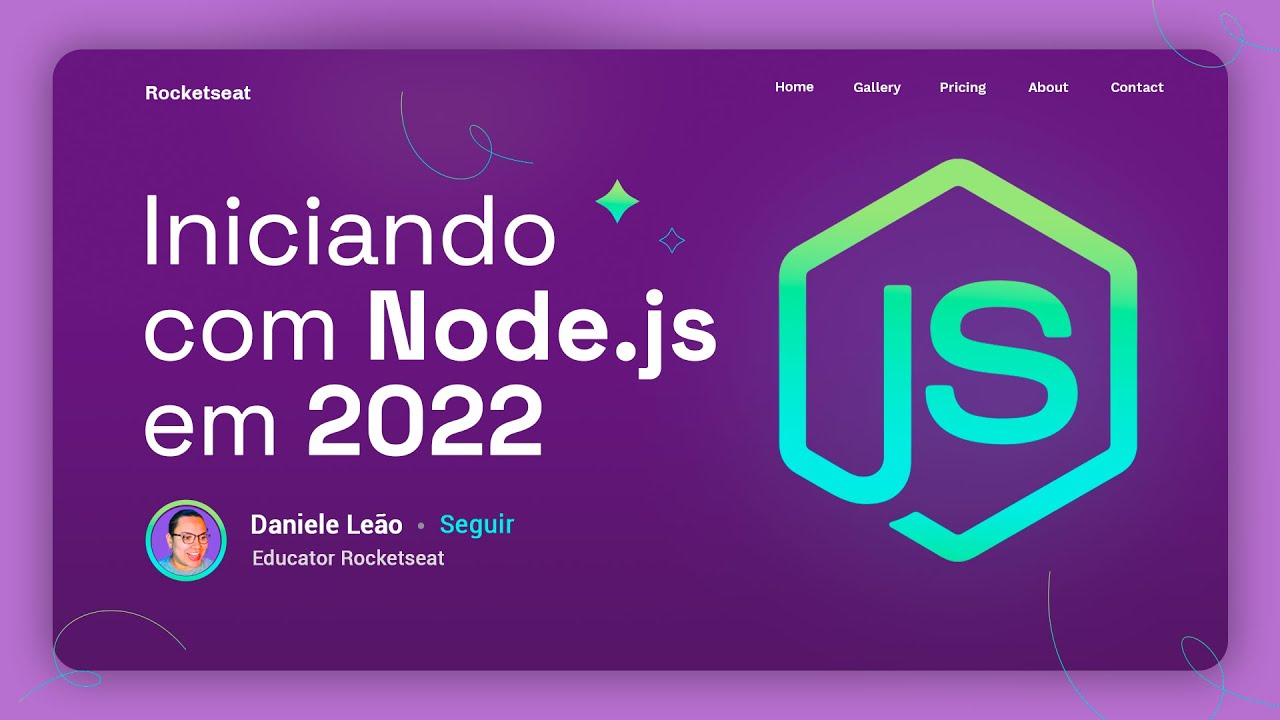 Rocketseat
Home Gallery Pricing About Contact
Iniciando
com Node.js
em 2022
JS
Daniele Leão • Seguir
Educator Rocketseat